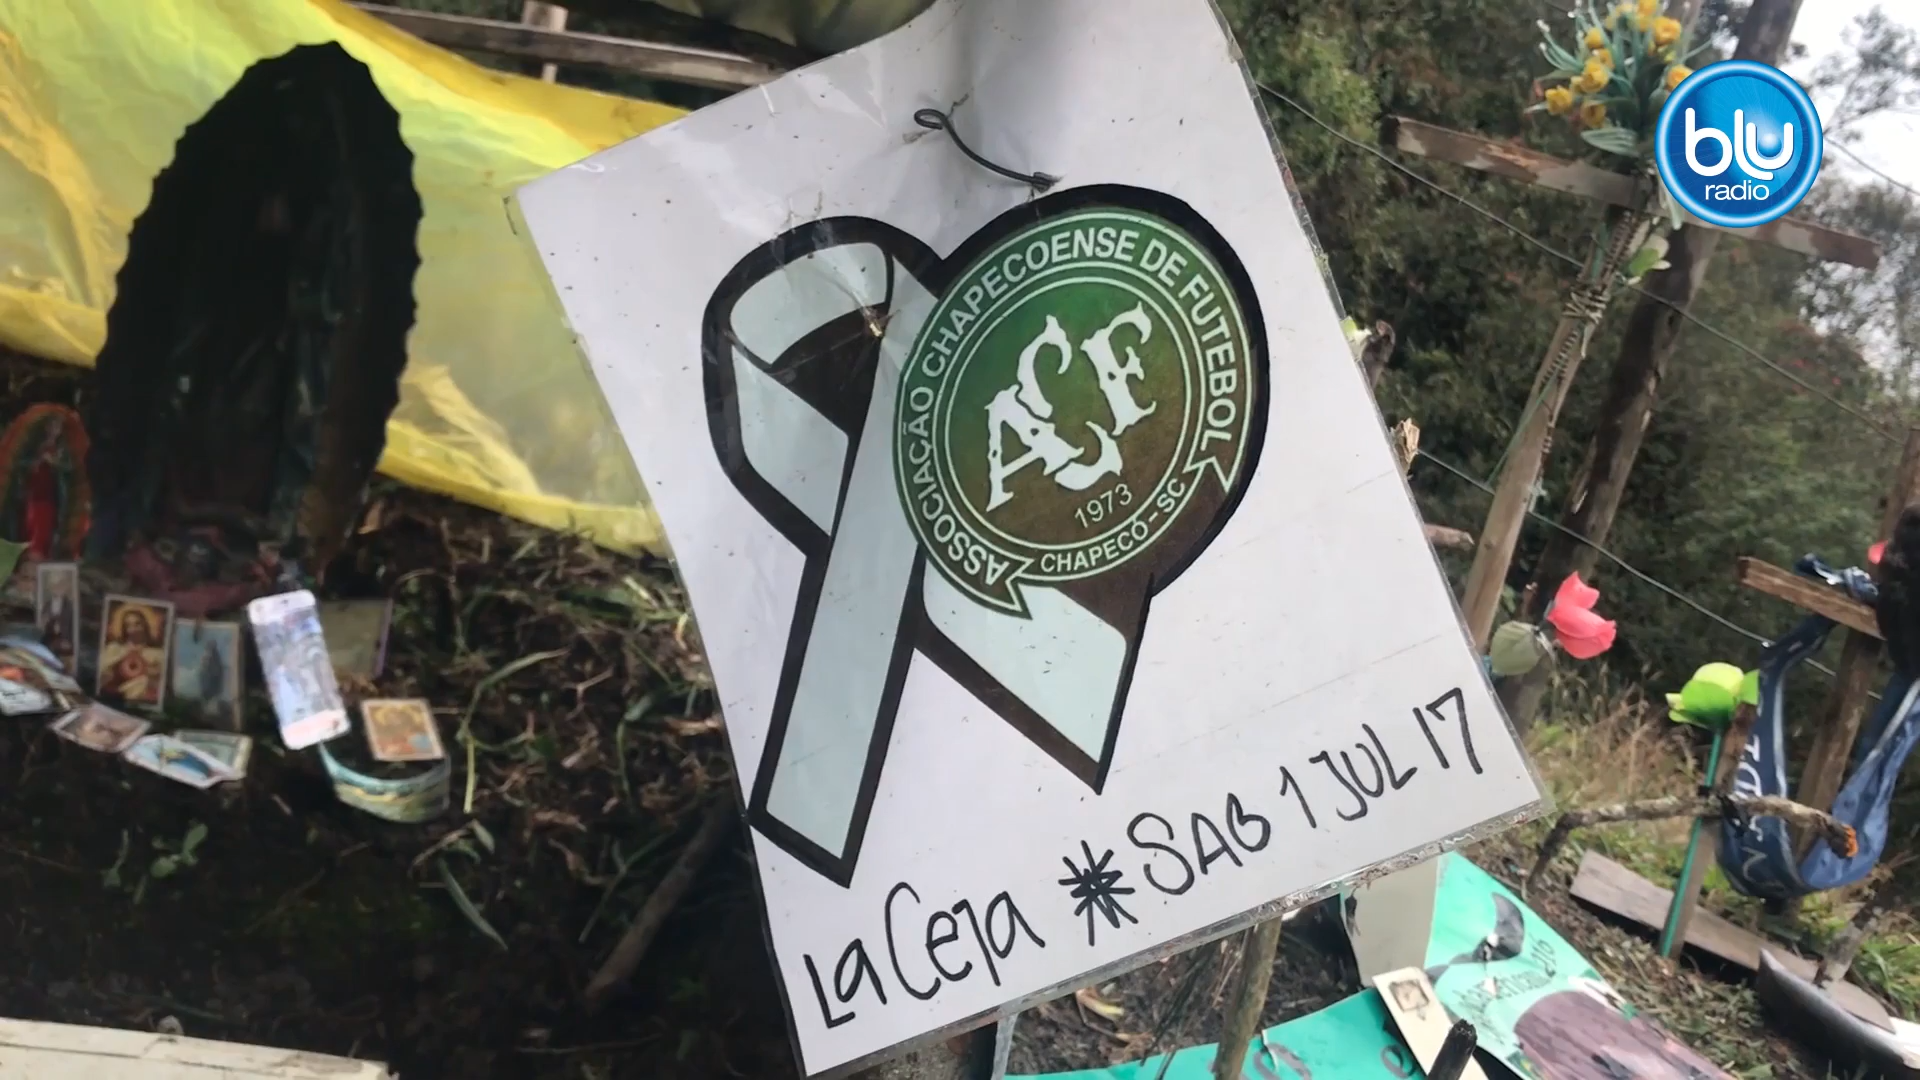 blu
radio
ASSOCIAÇÃO CHAPECOENSE DE FUTEBOL
ACF
1973
CHAPECÓ-SC
La Ceja * SAB 1 JUL 17